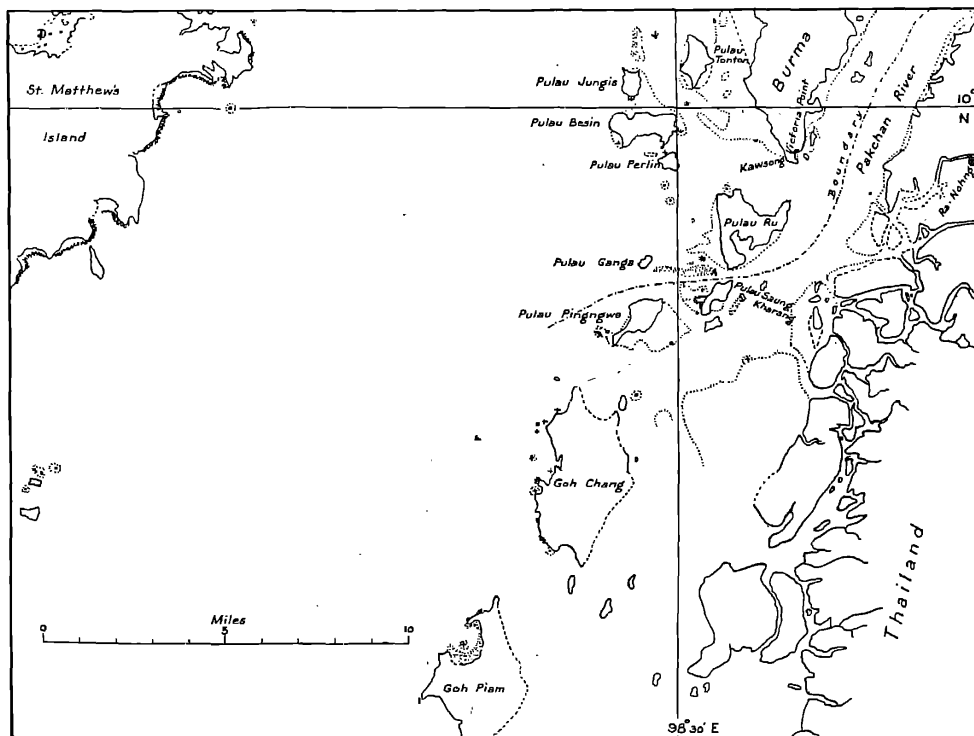 St. Matthew's
Island
Pulau Jungis
Pulau Tonton
Burma
Victoria Point
Boundary
Pakchan River
10°
N
Pulau Besin
Pulau Perlin
Kawsong
Pulau Ru
Pulau Ganga
Pulau Saung Kharang
Pulau Pingngwe
Goh Chang
Thailand
Miles
0 5 10
Goh Piam
98°30' E